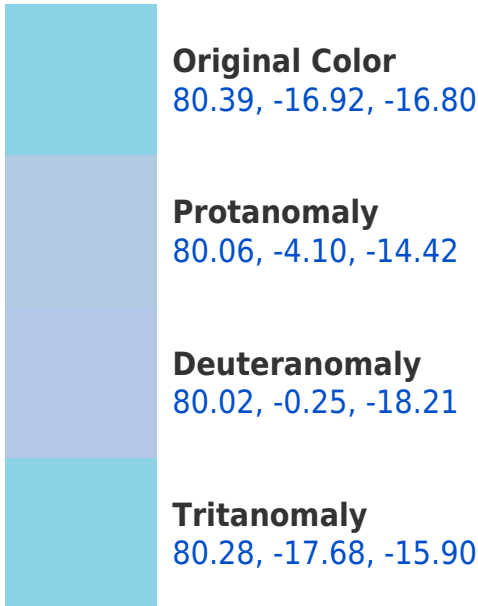 Original Color
80.39, -16.92, -16.80
Protanomaly
80.06, -4.10, -14.42
Deuteranomaly
80.02, -0.25, -18.21
Tritanomaly
80.28, -17.68, -15.90